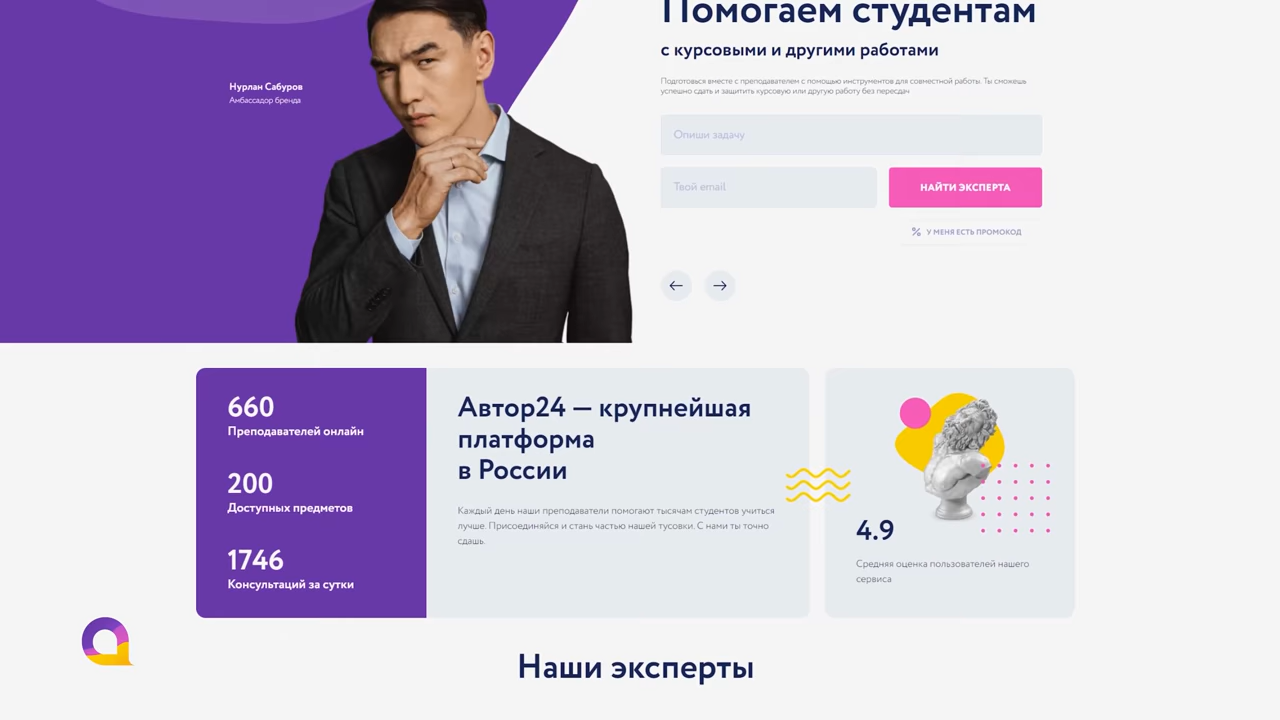 Помогаем студентам
с курсовыми и другими работами
Нурлан Сабуров
Амбассадор бренда
Подготовься вместе с преподавателем с помощью инструментов для совместной работы. Ты сможешь
успешно сдать и защитить курсовую или другую работу без пересдач
Опиши задачу
Твой email
НАЙТИ ЭКСПЕРТА
% У МЕНЯ ЕСТЬ ПРОМОКОД
660
Преподавателей онлайн
200
Доступных предметов
1746
Консультаций за сутки
Автор24 — крупнейшая
платформа
в России
Каждый день наши преподаватели помогают тысячам студентов учиться
лучше. Присоединяйся и стань частью нашей тусовки. С нами ты точно
сдашь.
4.9
Средняя оценка пользователей нашего
сервиса
Наши эксперты